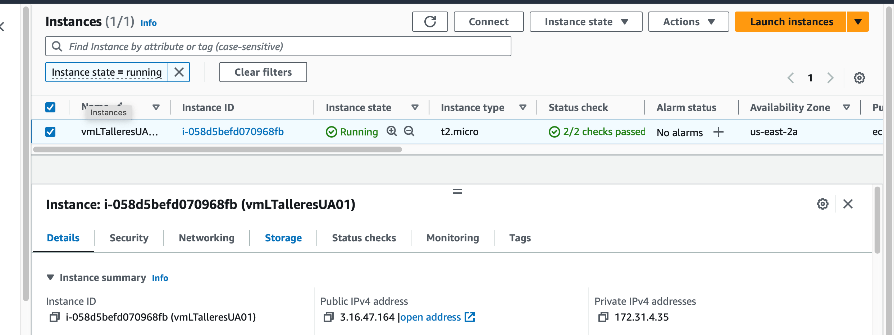 Instances (1/1) Info
Connect
Instance state
Actions
Launch instances
Find Instance by attribute or tag (case-sensitive)
Instance state = running
Clear filters
1
Instance ID
Instance state
Instance type
Status check
Alarm status
Availability Zone
Instances
vmLTalleresUA...
i-058d5befd070968fb
Running
t2.micro
2/2 checks passed
No alarms
us-east-2a
ec
Instance: i-058d5befd070968fb (vmLTalleresUA01)
Details
Security
Networking
Storage
Status checks
Monitoring
Tags
Instance summary Info
Instance ID
Public IPv4 address
Private IPv4 addresses
i-058d5befd070968fb (vmLTalleresUA01)
3.16.47.164 |open address
172.31.4.35